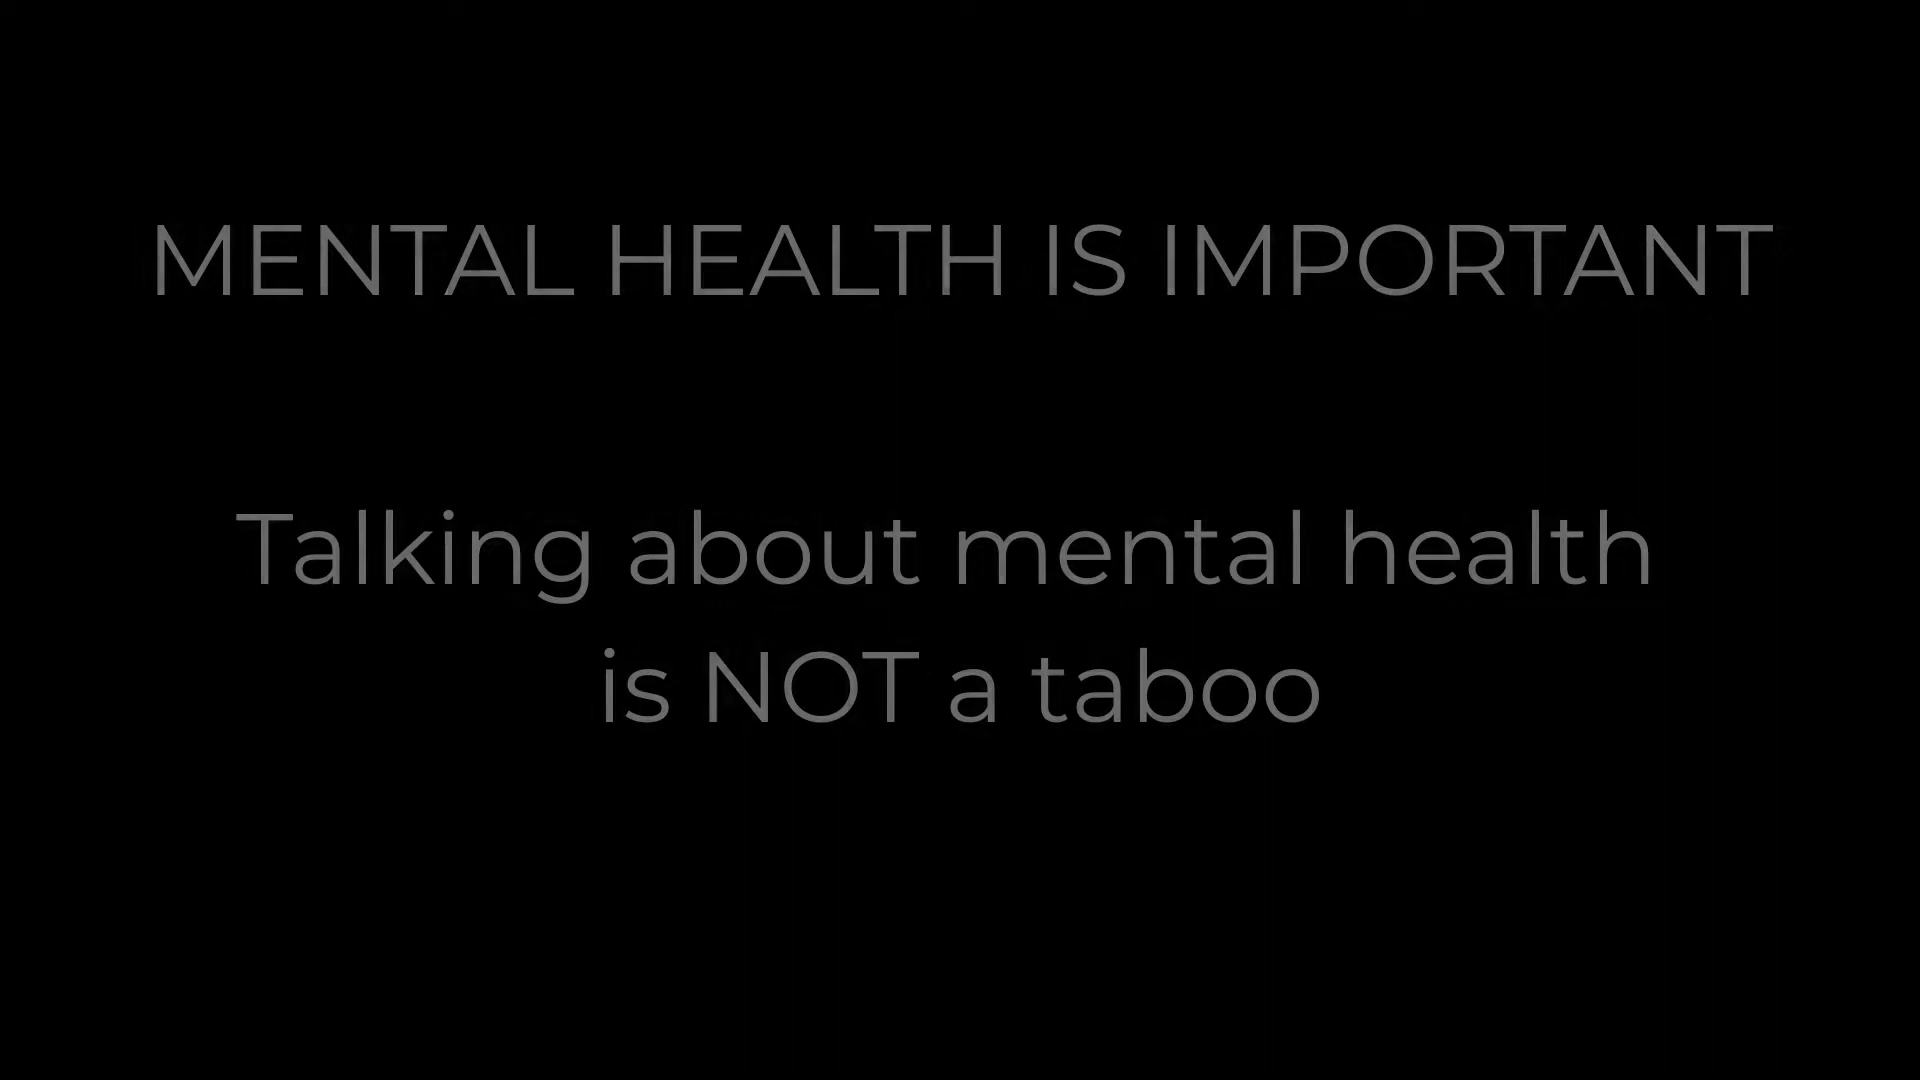 MENTAL HEALTH IS IMPORTANT
Talking about mental health
is NOT a taboo